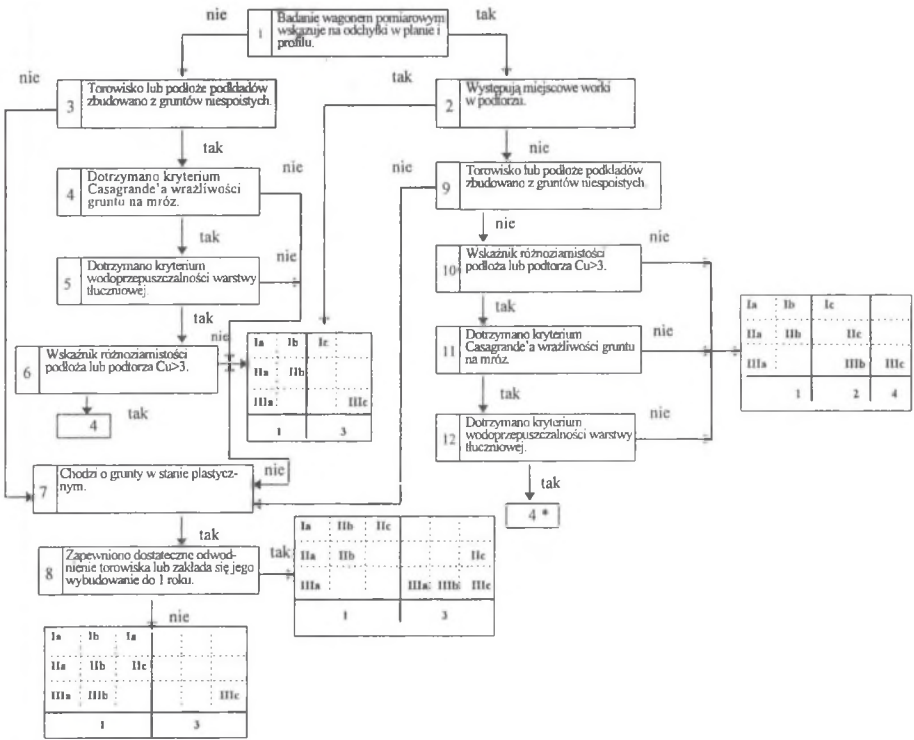 nie
tak
1
Badanie wagonem pomiarowym
wskazuje na odchyłki w planie i
profilu.
nie
3
Torowisko lub podłoże podkładów
zbudowano z gruntów niespoistych.
tak
2
Występują miejscowe worki
w podtorzu.
tak
nie
nie
nie
4
Dotrzymano kryterium
Casagrande'a wrażliwości
gruntu na mróz.
9
Torowisko lub podłoże podkładów
zbudowano z gruntów niespoistych
tak
nie
5
Dotrzymano kryterium
wodoprzepuszczalności warstwy
tłuczniowej.
nie
10
Wskaźnik różnoziarnistości
podłoża lub podtorza Cu>3.
nie
tak
tak
6
Wskaźnik różnoziarnistości
podłoża lub podtorza Cu>3.
nie
11
Dotrzymano kryterium
Casagrande'a wrażliwości gruntu
na mróz.
nie
Ia Ib Ic
IIa IIb
IIIa IIIc
1 3
Ia Ib Ic
IIa IIb IIc
IIIa IIIb IIIc
1 2 4
tak
4
tak
12
Dotrzymano kryterium
wodoprzepuszczalności warstwy
tłuczniowej.
nie
nie
7
Chodzi o grunty w stanie plastycz-
nym.
tak
4 *
tak
8
Zapewniono dostateczne odwod-
nienie torowiska lub zakłada się jego
wybudowanie do 1 roku.
tak
Ia IIb IIc
IIa IIb IIc
IIIa IIIa IIIb IIIc
1 3
nie
Ia Ib Ia
IIa IIb IIc
IIIa IIIb IIIc
1 3